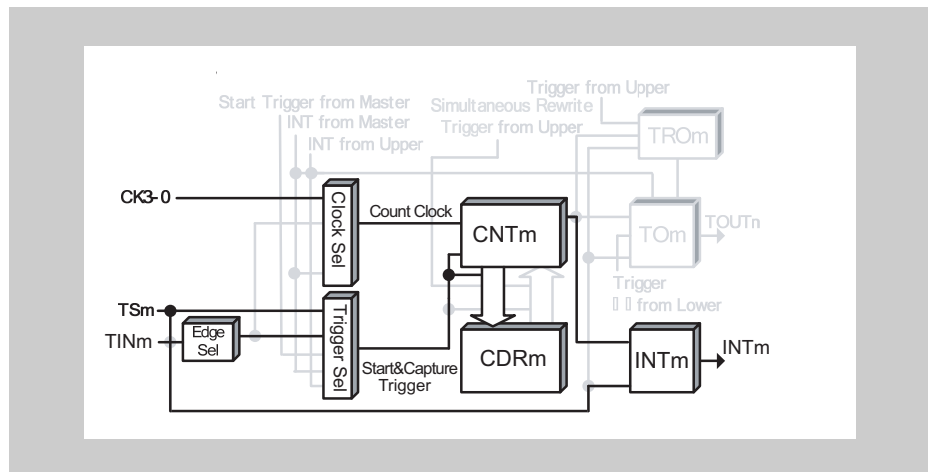 Trigger from Upper
Start Trigger from Master
Simultaneous Rewrite
INT from Master
Trigger from Upper
INT from Upper
TROm
CK3-0
Clock Sel
Count Clock
CNTm
TOm
TOUTn
Trigger
from Lower
TSm
TINm
Edge
Sel
Trigger Sel
Start&Capture
Trigger
CDRm
INTm
INTm